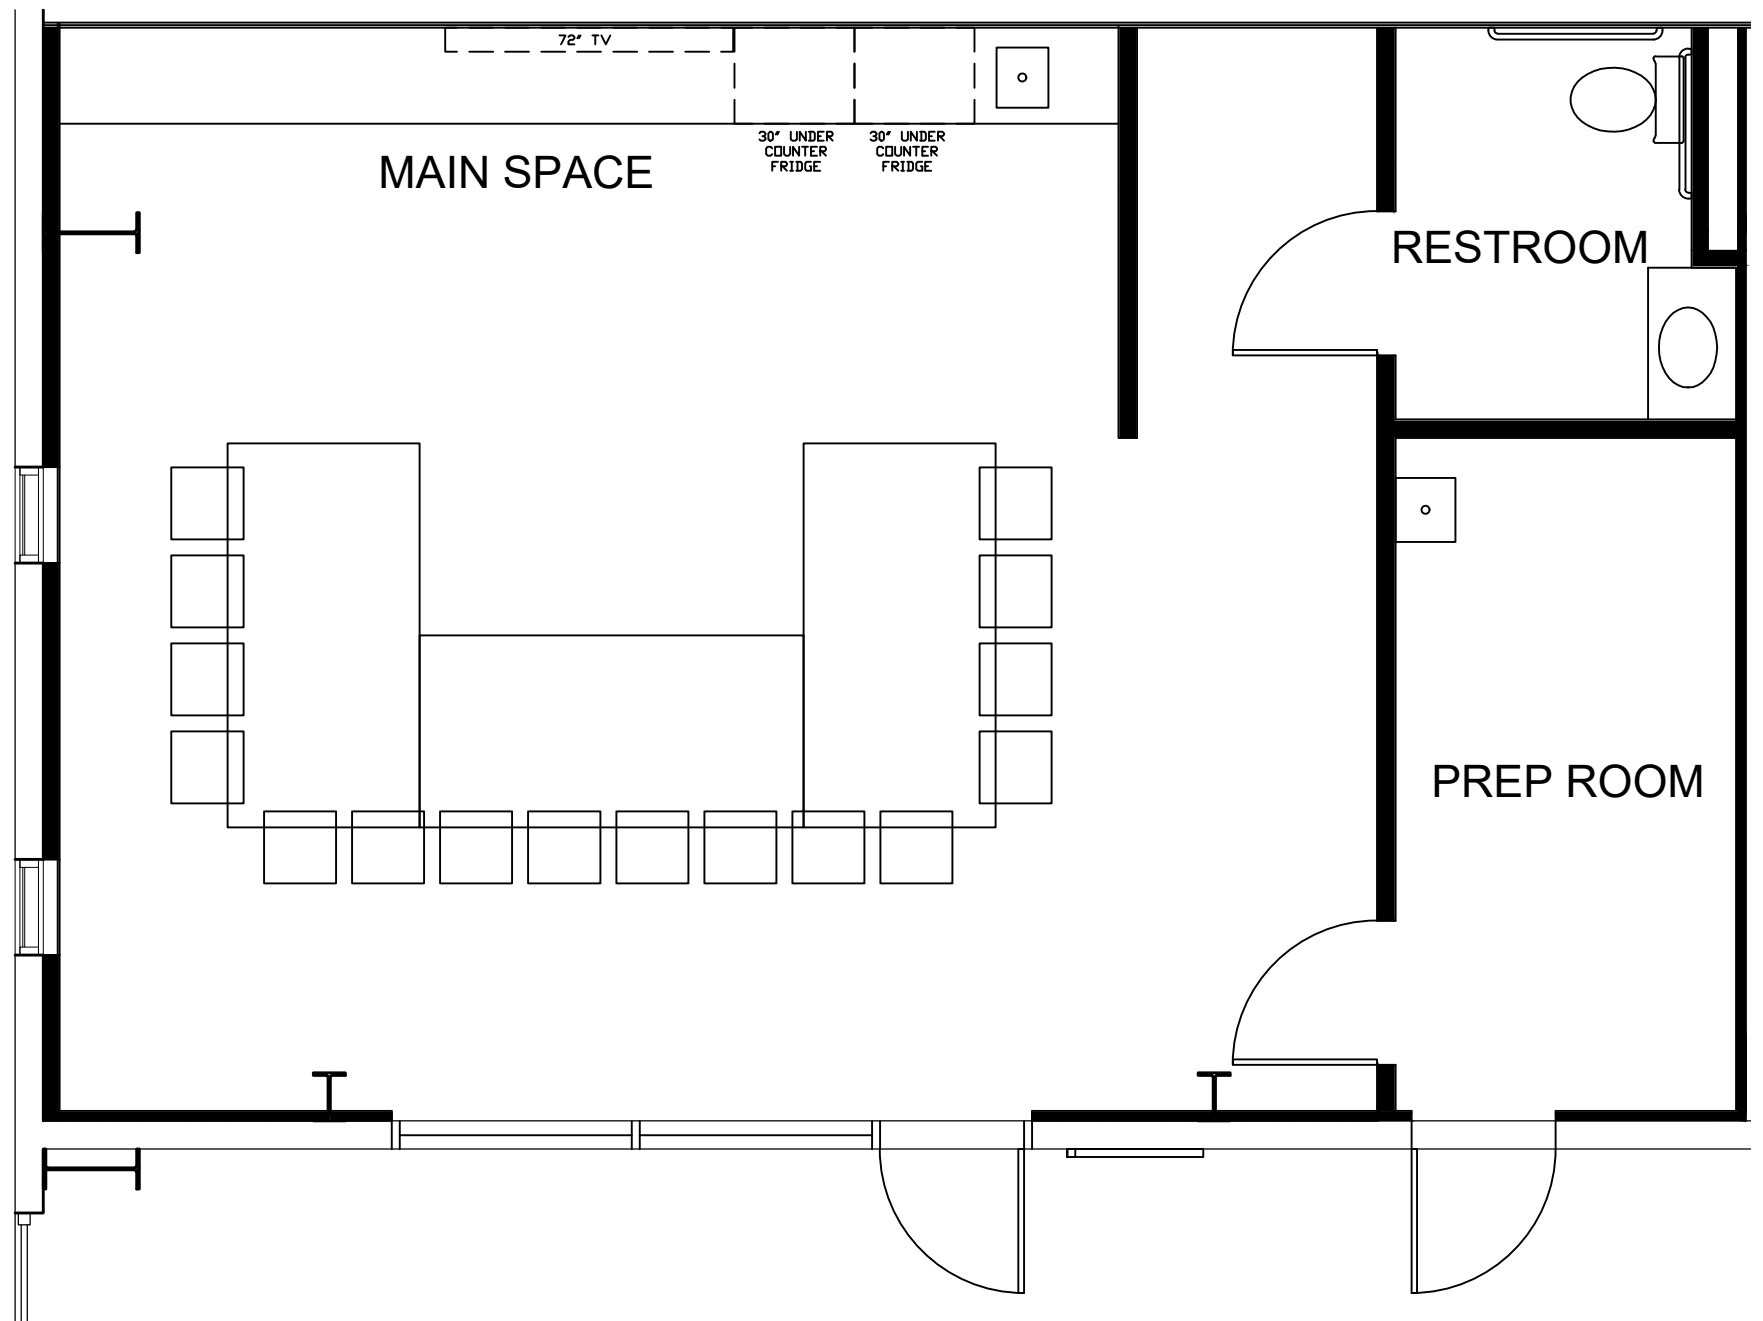 72" TV
30" UNDER
COUNTER
FRIDGE
30" UNDER
COUNTER
FRIDGE
MAIN SPACE
RESTROOM
PREP ROOM